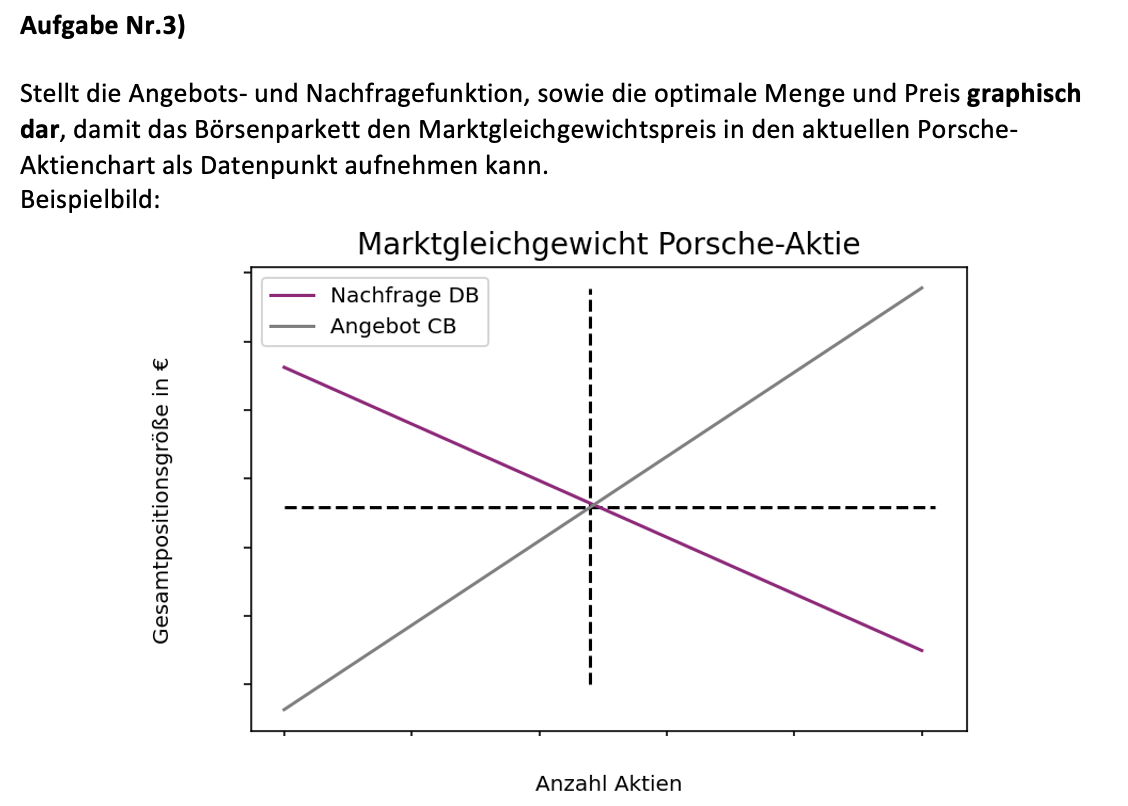 Aufgabe Nr.3)
Stellt die Angebots- und Nachfragefunktion, sowie die optimale Menge und Preis graphisch
dar, damit das Börsenparkett den Marktgleichgewichtspreis in den aktuellen Porsche-
Aktienchart als Datenpunkt aufnehmen kann.
Beispielbild:
Marktgleichgewicht Porsche-Aktie
Nachfrage DB
Angebot CB
Gesamtpositionsgröße in €
Anzahl Aktien